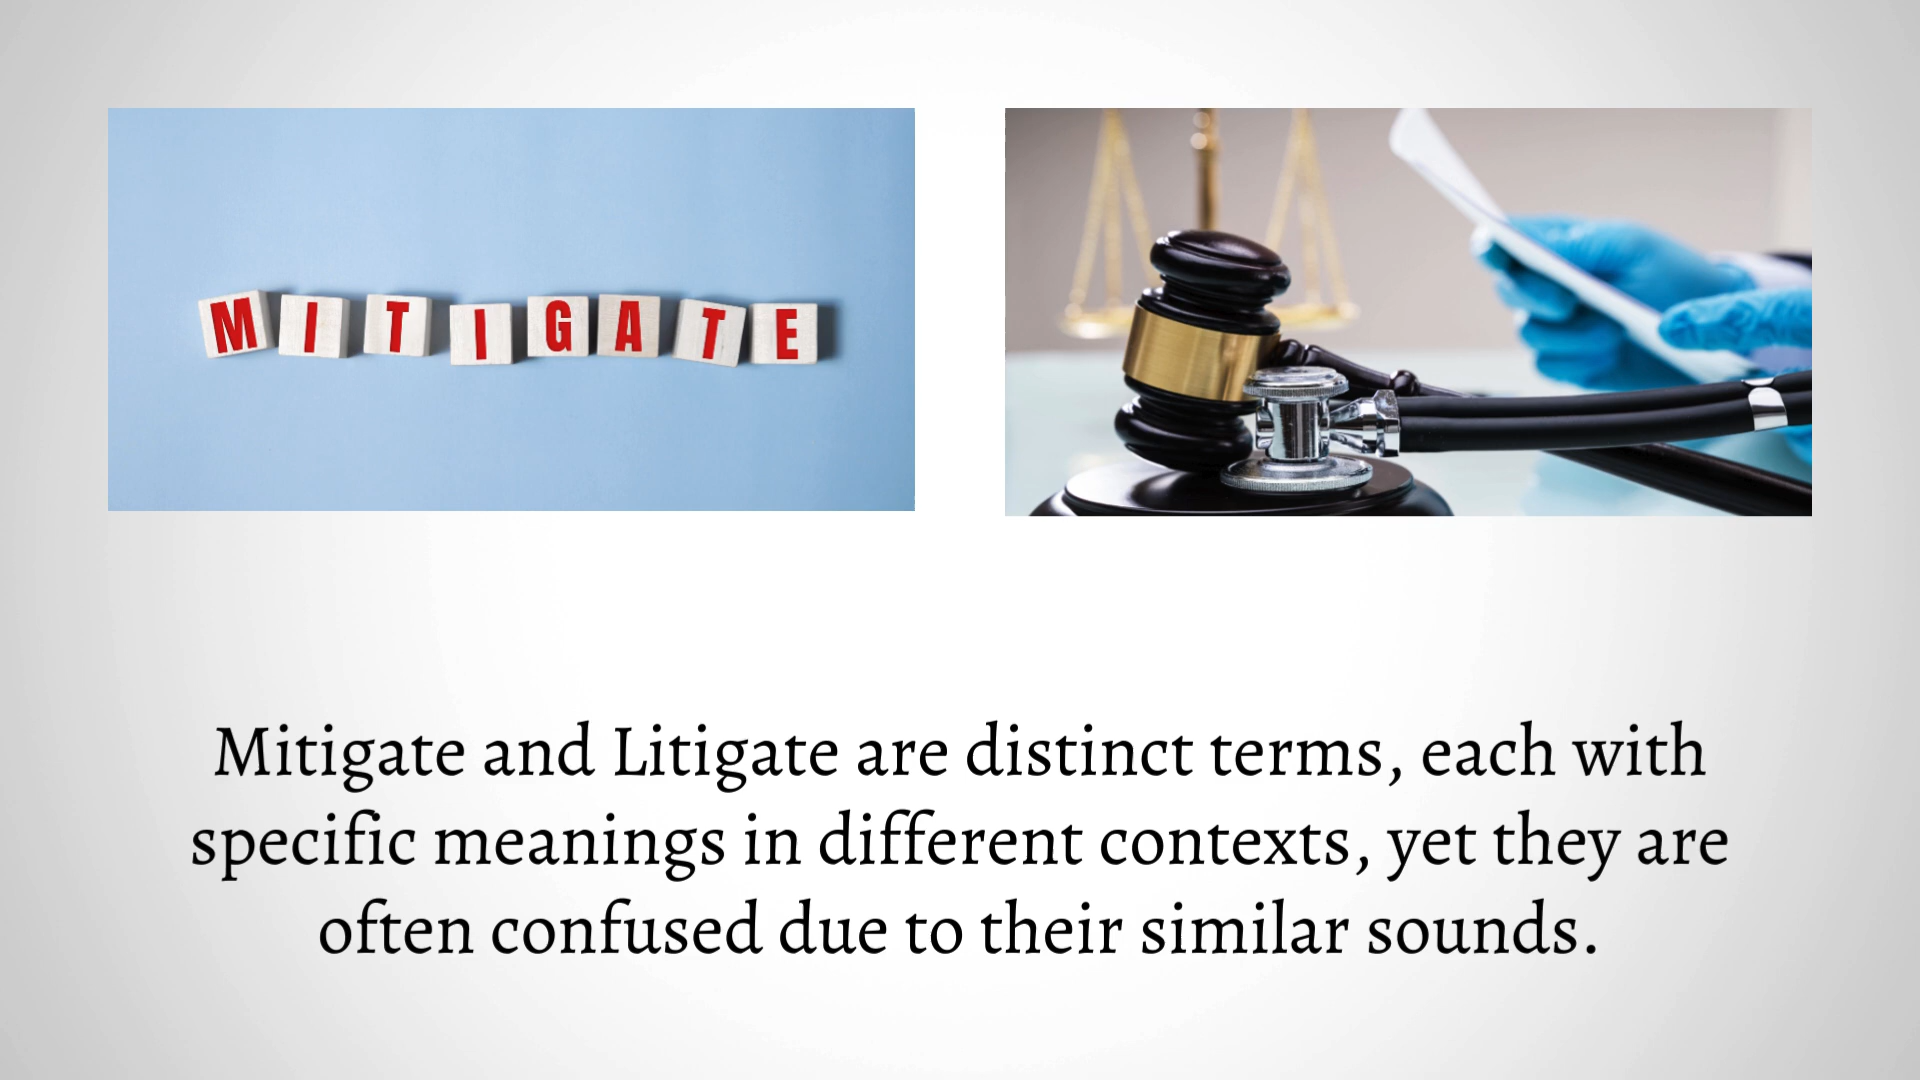 MITIGATE
Mitigate and Litigate are distinct terms, each with
specific meanings in different contexts, yet they are
often confused due to their similar sounds.